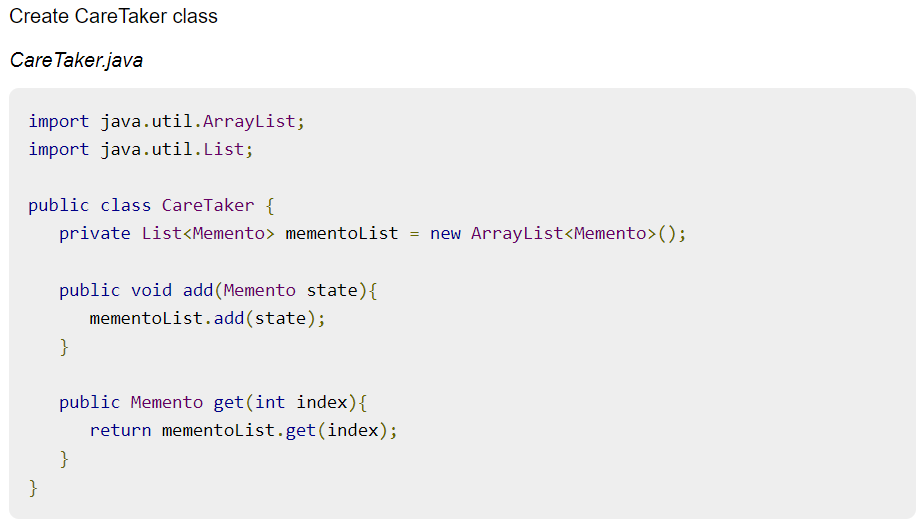 Create CareTaker class
CareTaker.java
import java.util.ArrayList;
import java.util.List;
public class CareTaker {
   private List<Memento> mementoList = new ArrayList<Memento>();
   public void add(Memento state){
      mementoList.add(state);
   }
   public Memento get(int index){
      return mementoList.get(index);
   }
}